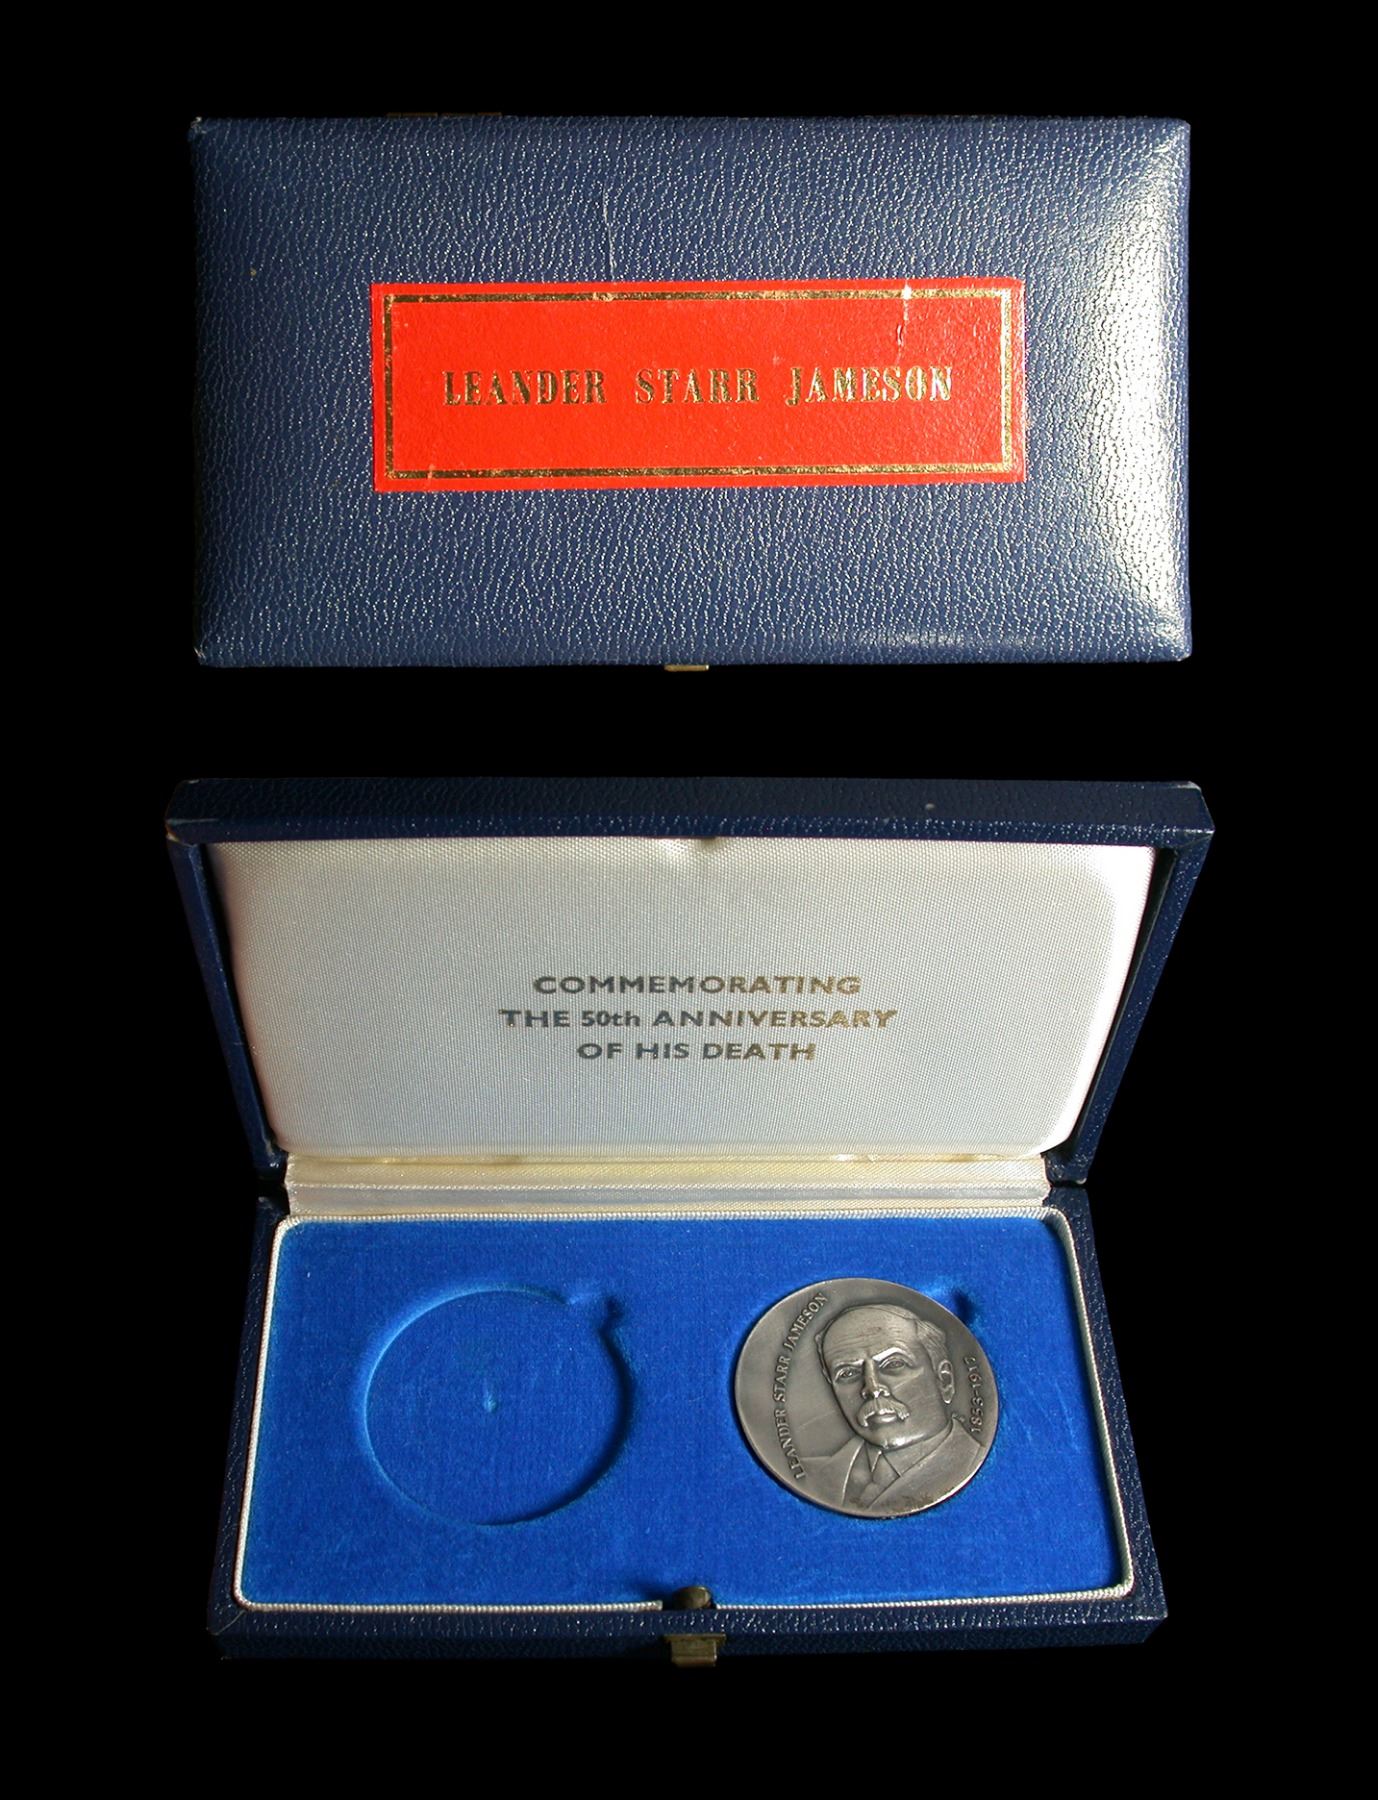 LEANDER STARR JAMESON
COMMEMORATING
THE 50th ANNIVERSARY
OF HIS DEATH
LEANDER STARR JAMESON
1853-1917